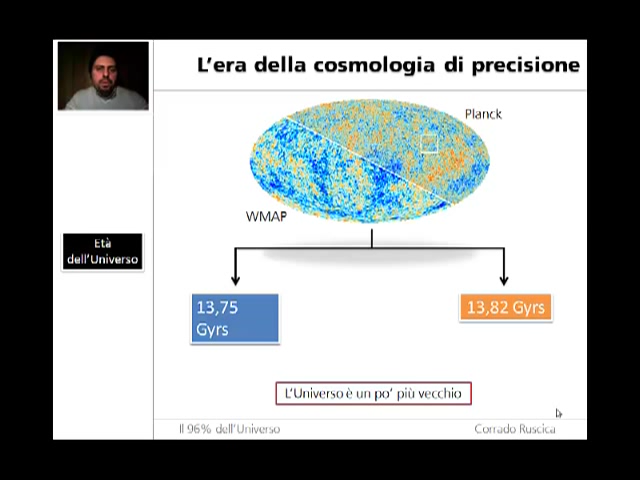 L'era della cosmologia di precisione
Planck
WMAP
Età
dell'Universo
13,75
Gyrs
13,82 Gyrs
L'Universo è un po' più vecchio
Il 96% dell'Universo
Corrado Ruscica